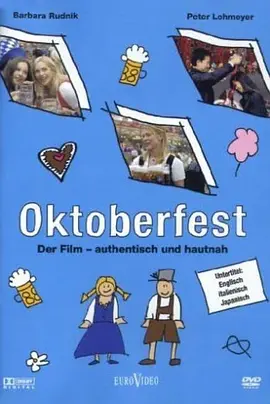 Barbara Rudnik
Peter Lohmeyer
Oktoberfest
Der Film – authentisch und hautnah
Untertitel:
Englisch
Italienisch
Japanisch
DOLBY
DIGITAL
EUROVIDEO
DVD